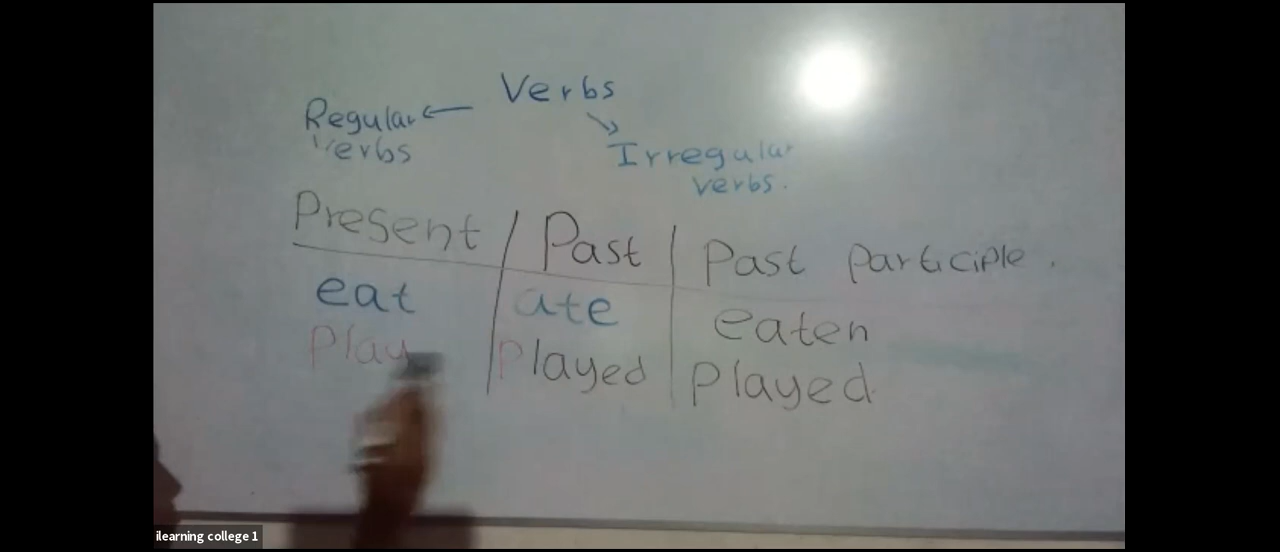 Verbs
Regular verbs
Irregular verbs.
Present Past Past participle.
eat ate eaten
Play Played Played
ilearning college 1